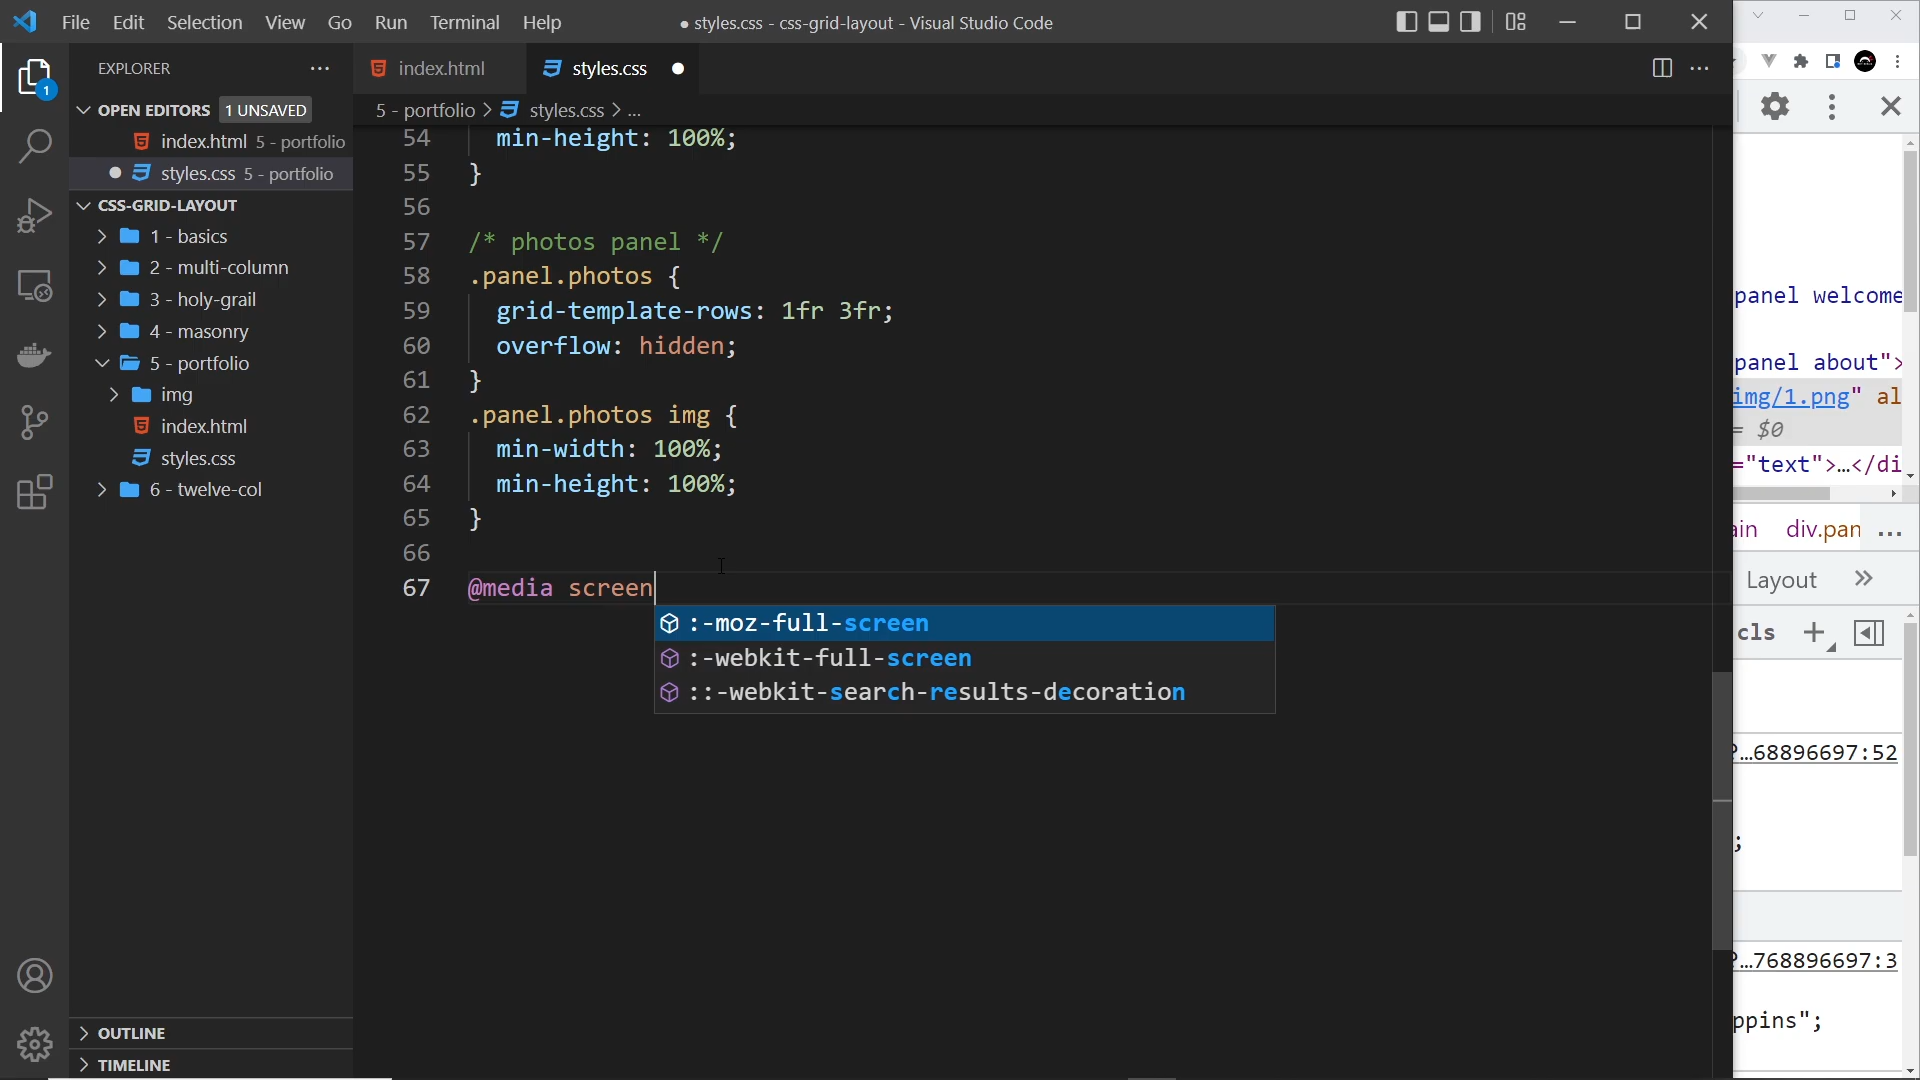 File Edit Selection View Go Run Terminal Help
● styles.css - css-grid-layout - Visual Studio Code
EXPLORER
1
OPEN EDITORS 1 UNSAVED
index.html 5 - portfolio
styles.css 5 - portfolio
CSS-GRID-LAYOUT
1 - basics
2 - multi-column
3 - holy-grail
4 - masonry
5 - portfolio
img
index.html
styles.css
6 - twelve-col
OUTLINE
TIMELINE
index.html styles.css
5 - portfolio > styles.css > ...
54 min-height: 100%;
55 }
56
57 /* photos panel */
58 .panel.photos {
59 grid-template-rows: 1fr 3fr;
60 overflow: hidden;
61 }
62 .panel.photos img {
63 min-width: 100%;
64 min-height: 100%;
65 }
66
67 @media screen
:-moz-full-screen
:-webkit-full-screen
::-webkit-search-results-decoration
panel welcome
panel about">
img/1.png" al
= $0
="text">…</di
ain div.pan ...
Layout
cls
?…68896697:52
;
?…768896697:3
ppins";